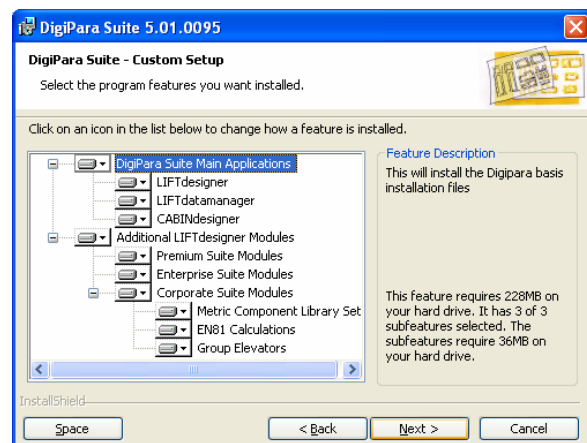 DigiPara Suite 5.01.0095
DigiPara Suite - Custom Setup
Select the program features you want installed.
Click on an icon in the list below to change how a feature is installed.
DigiPara Suite Main Applications
LIFTdesigner
LIFTdatamanager
CABINdesigner
Additional LIFTdesigner Modules
Premium Suite Modules
Enterprise Suite Modules
Corporate Suite Modules
Metric Component Library Set
EN81 Calculations
Group Elevators
Feature Description
This will install the Digipara basis
installation files
This feature requires 228MB on
your hard drive. It has 3 of 3
subfeatures selected. The
subfeatures require 36MB on
your hard drive.
InstallShield
Space
< Back
Next >
Cancel